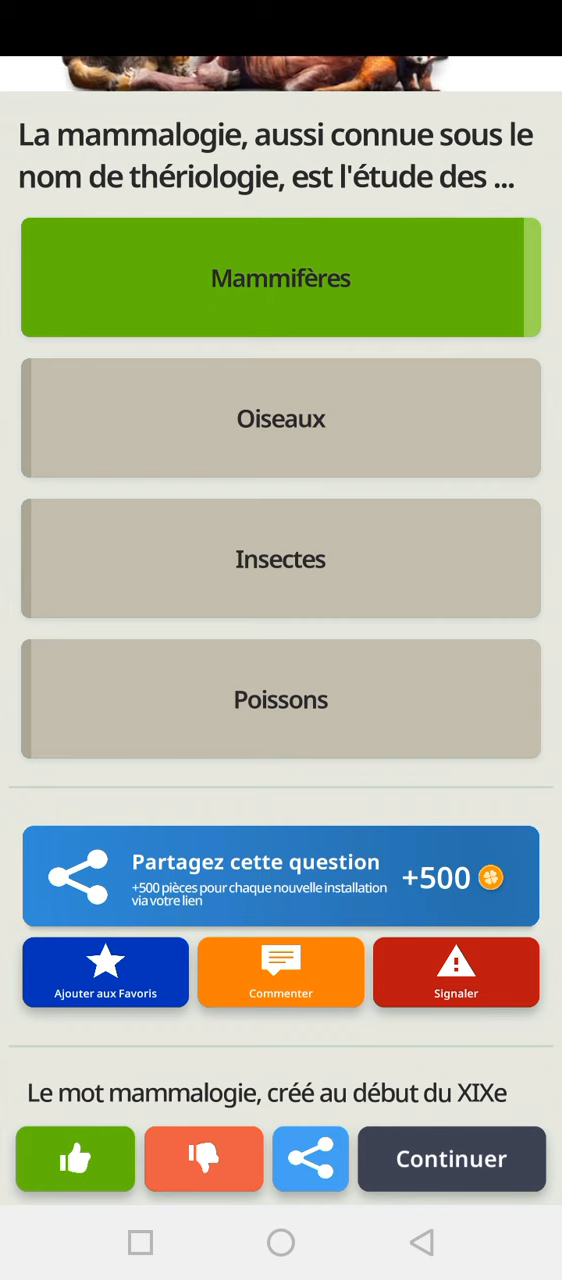 La mammalogie, aussi connue sous le
nom de thériologie, est l'étude des ...
Mammifères
Oiseaux
Insectes
Poissons
Partagez cette question
+500 pièces pour chaque nouvelle installation
via votre lien
+500
Ajouter aux Favoris
Commenter
Signaler
Le mot mammalogie, créé au début du XIXe
Continuer